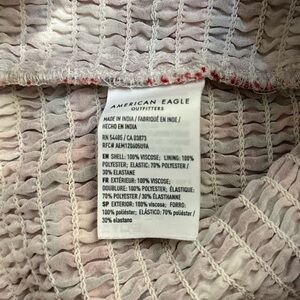 AMERICAN EAGLE
OUTFITTERS
MADE IN INDIA / FABRIQUÉ EN INDE /
HECHO EN INDIA
RN 54485 / CA 03873
EN SHELL: 100% VISCOSE; LINING: 100%
POLYESTER; ELASTIC: 70% POLYESTER /
30% ELASTANE
FR EXTÉRIEUR: 100% VISCOSE;
DOUBLURE: 100% POLYESTER; ÉLASTIQUE:
70% POLYESTER / 30% ÉLASTHANNE
SP EXTERIOR: 100% viscosa; FORRO:
100% poliéster; ELÁSTICO: 70% poliéster /
30% elastano